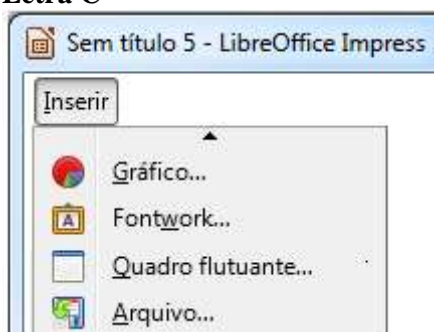 Letra C
Sem título 5 - LibreOffice Impress
Inserir
Gráfico...
A
Fontwork...
Quadro flutuante...
Arquivo...